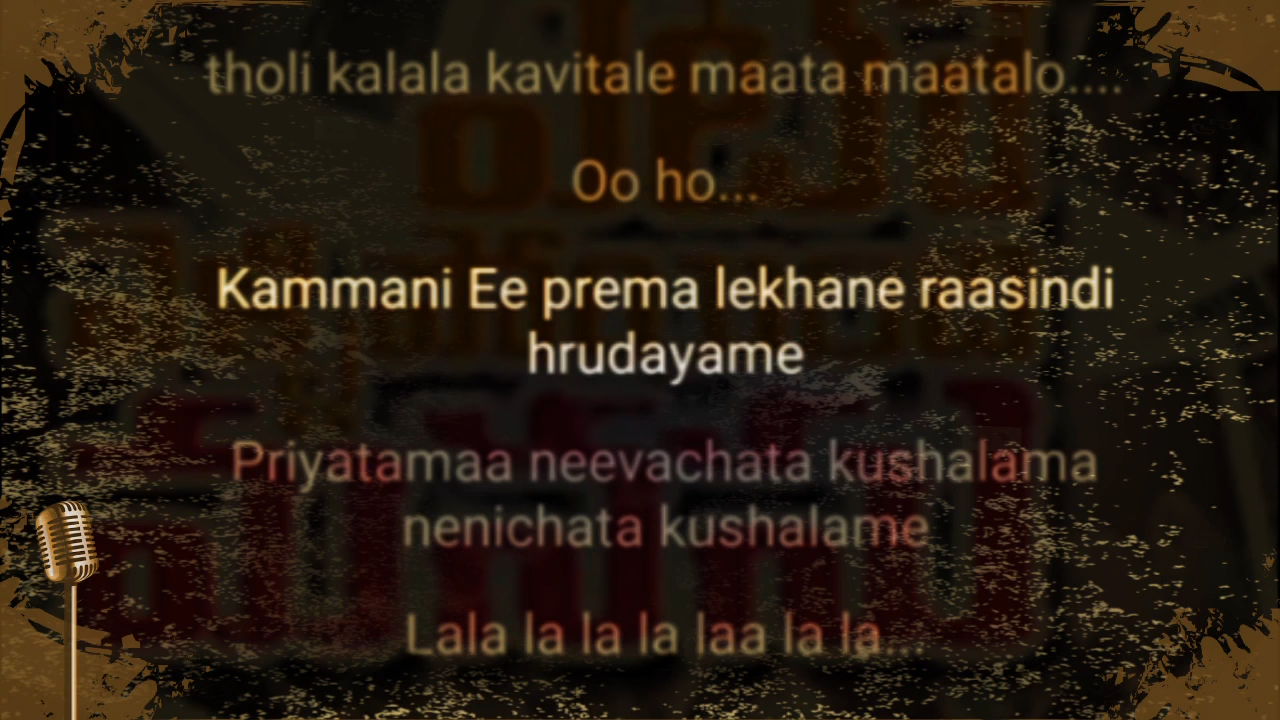 tholi kalala kavitale maata maatalo....
Oo ho...
Kammani Ee prema lekhane raasindi
hrudayame
Priyatamaa neevachata kushalama
nenichata kushalame
Lala la la la laa la la...